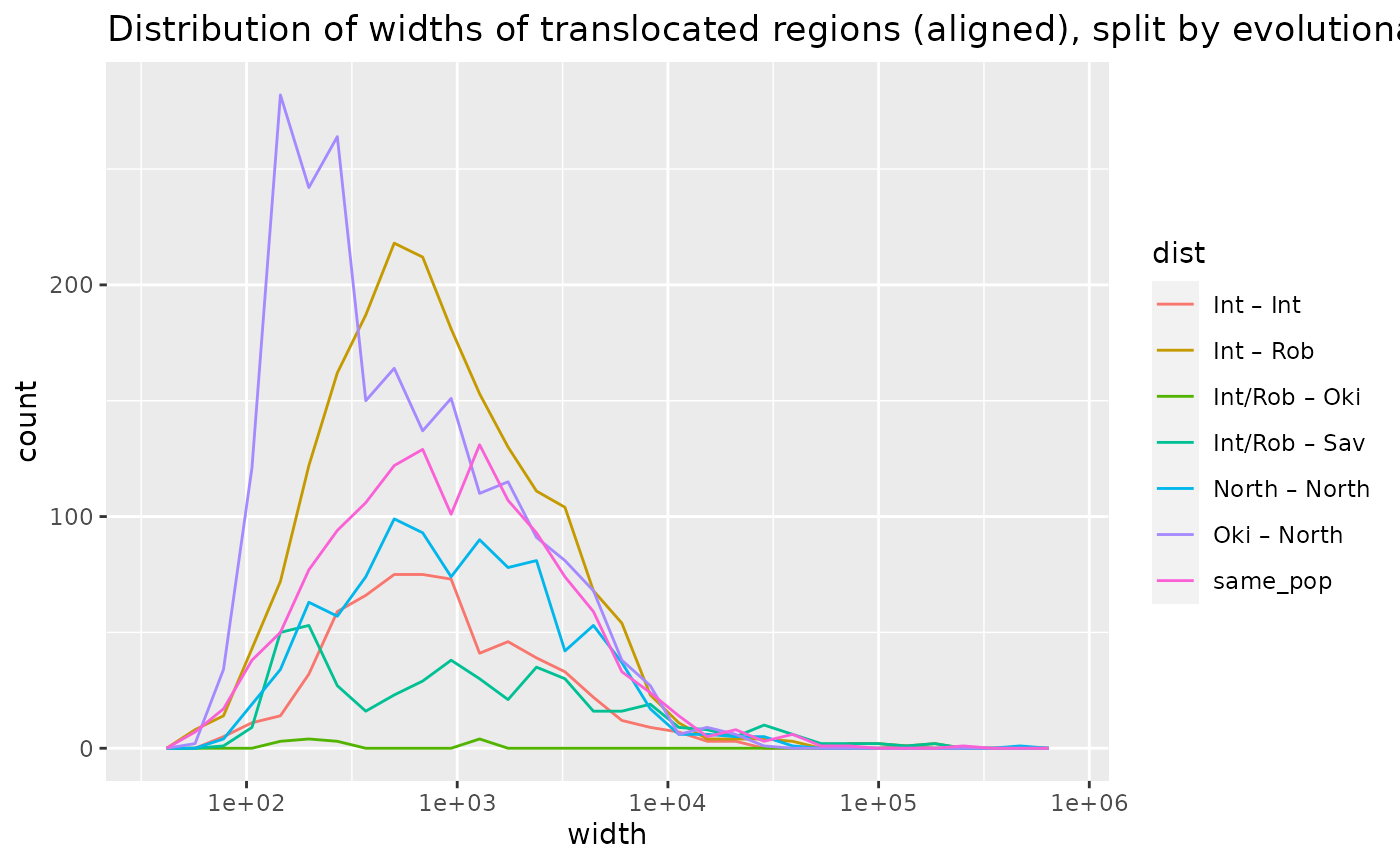 Distribution of widths of translocated regions (aligned), split by evolutiona
count
200
100
0
1e+02
1e+03
1e+04
1e+05
1e+06
width
dist
Int – Int
Int – Rob
Int/Rob – Oki
Int/Rob – Sav
North – North
Oki – North
same_pop